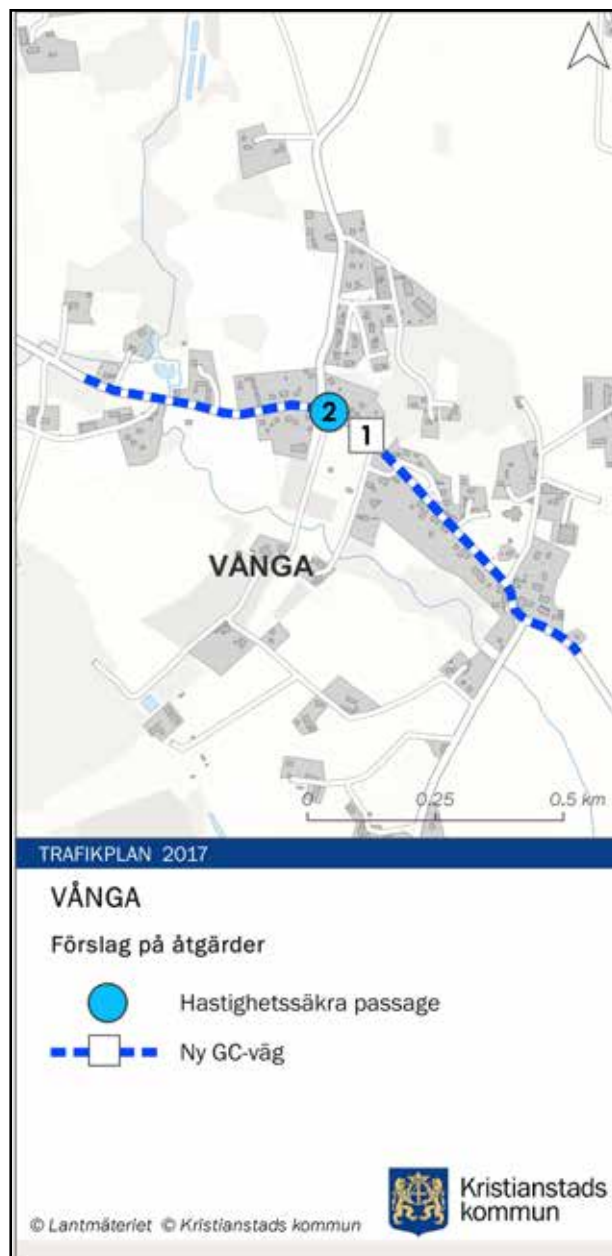 2
1
VÅNGA
0 0.25 0.5 km
TRAFIKPLAN 2017
VÅNGA
Förslag på åtgärder
Hastighetssäkra passage
Ny GC-väg
Kristianstads
kommun
© Lantmäteriet © Kristianstads kommun